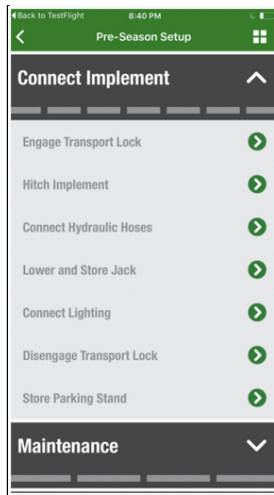 Back to TestFlight
8:40 PM
Pre-Season Setup
Connect Implement
Engage Transport Lock
Hitch Implement
Connect Hydraulic Hoses
Lower and Store Jack
Connect Lighting
Disengage Transport Lock
Store Parking Stand
Maintenance